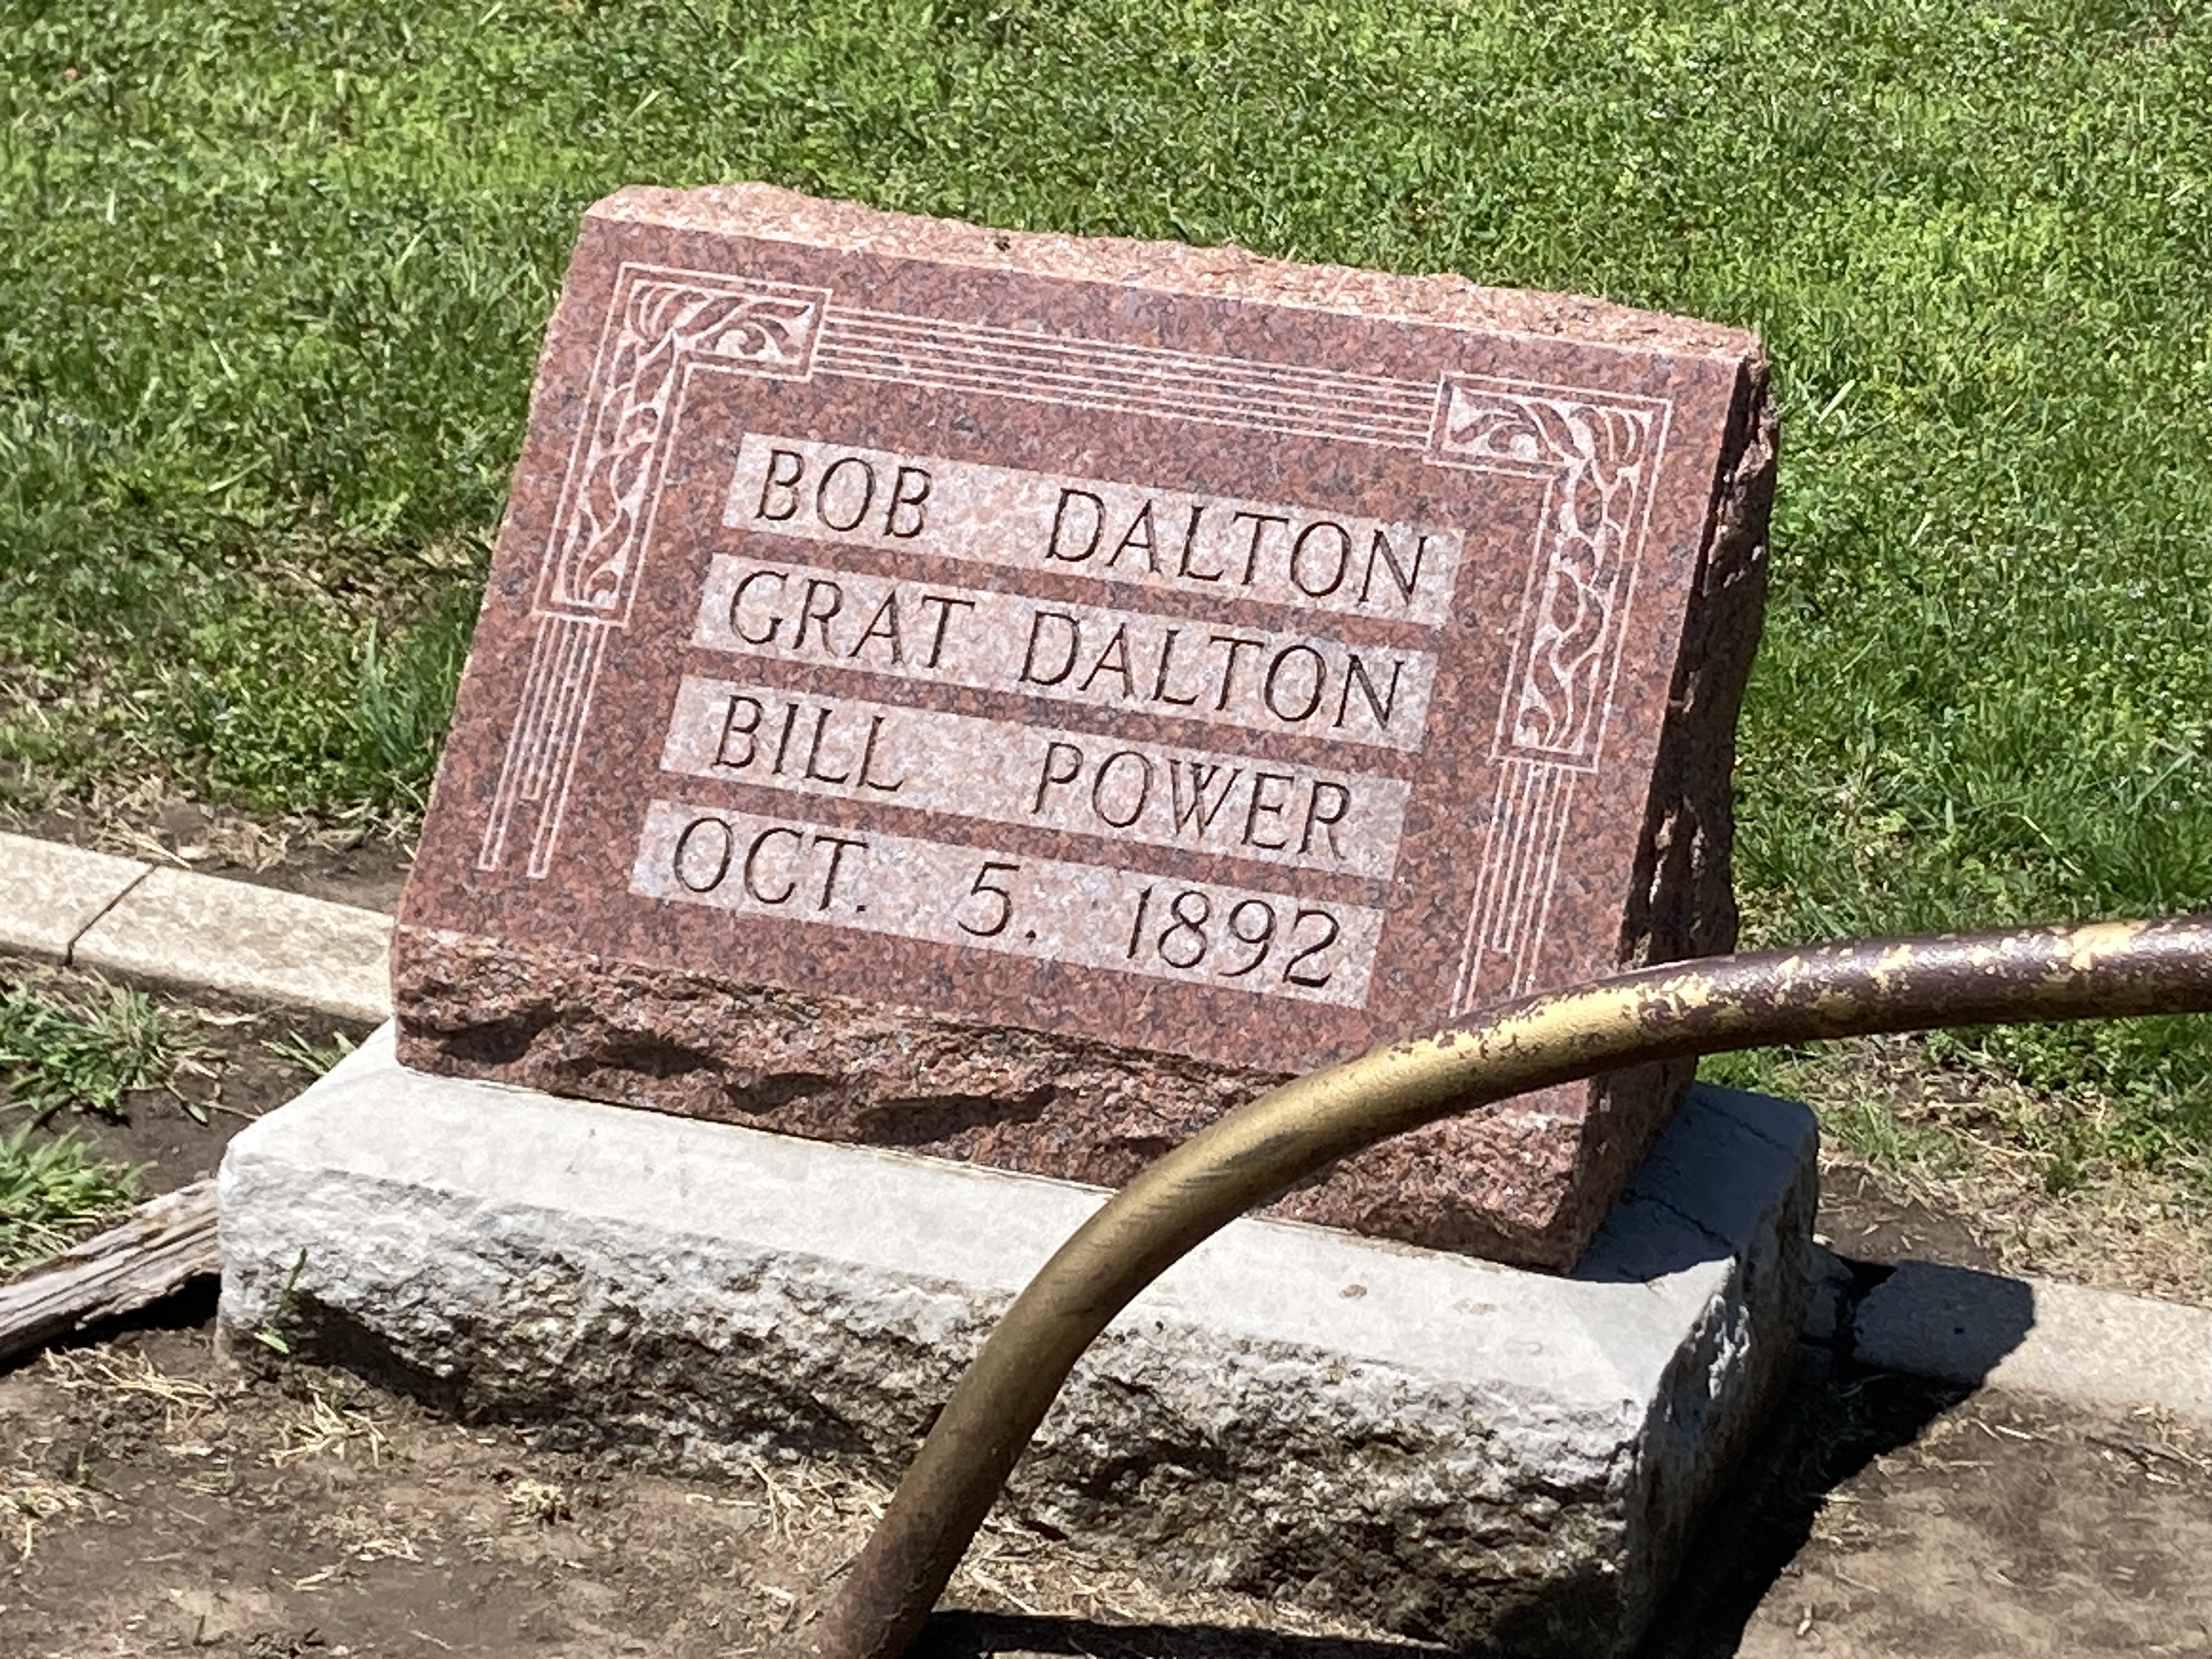 BOB DALTON
GRAT DALTON
BILL POWER
OCT. 5. 1892